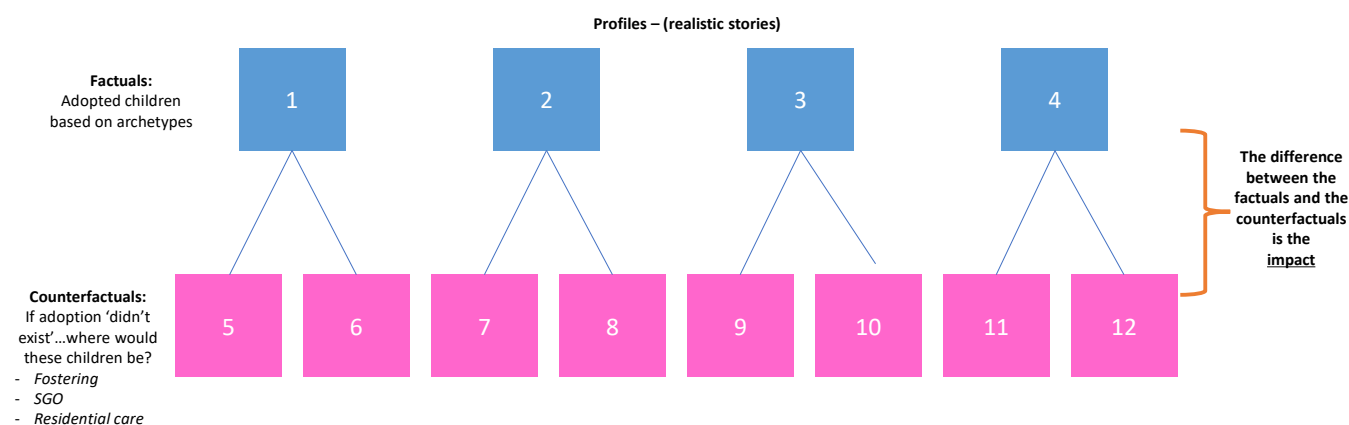 Profiles – (realistic stories)
Factuals:
Adopted children
based on archetypes
1
2
3
4
The difference
between the
factuals and the
counterfactuals
is the
impact
Counterfactuals:
If adoption ‘didn’t
exist’...where would
these children be?
- Fostering
- SGO
- Residential care
5
6
7
8
9
10
11
12